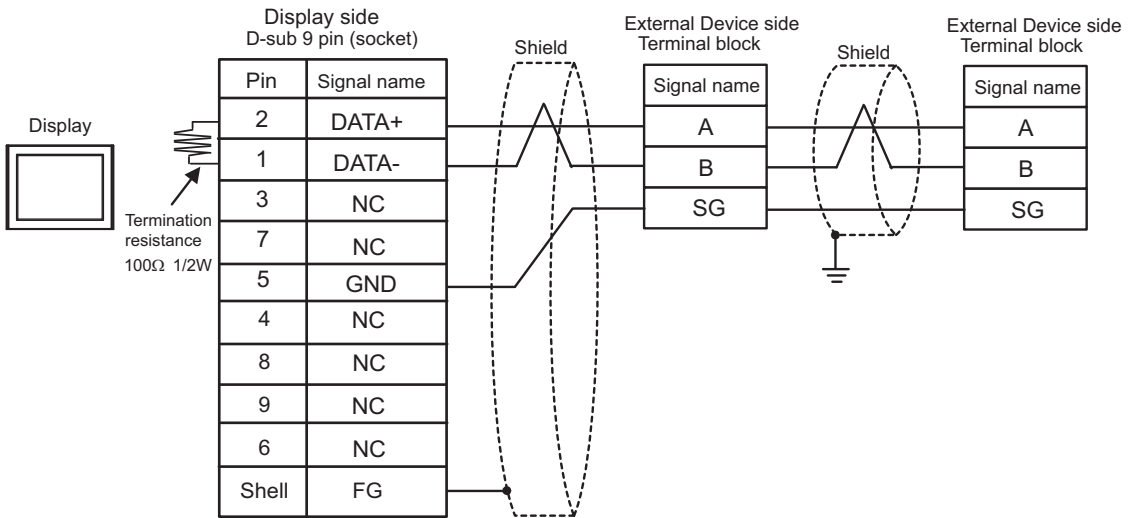 Display side
D-sub 9 pin (socket)
Shield
External Device side
Terminal block
Shield
External Device side
Terminal block
Display
Termination
resistance
100Ω 1/2W
Pin Signal name
2 DATA+
1 DATA-
3 NC
7 NC
5 GND
4 NC
8 NC
9 NC
6 NC
Shell FG
Signal name
A
B
SG
Signal name
A
B
SG